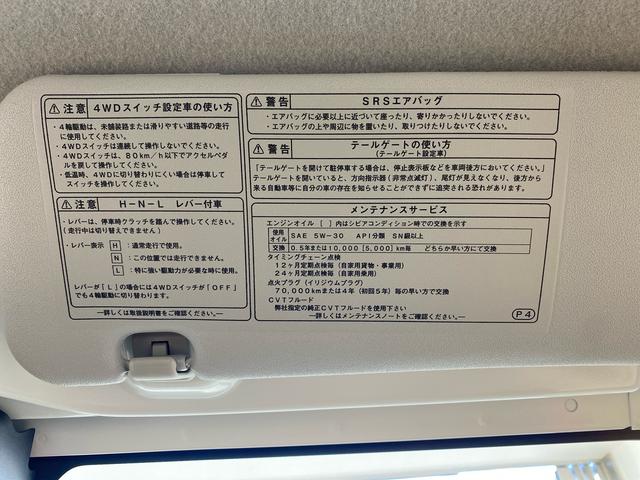 ⚠注意 4WDスイッチ設定車の使い方
・4輪駆動は、未舗装路または滑りやすい道路等の走行
に使用してください。
・4WDスイッチは連続して操作しないでください。
・4WDスイッチは、80km/h以下でアクセルペダ
ルを戻して操作してください。
・低温時、4WDに切り替わりにくい場合は停車して
スイッチを操作してください。
⚠注意 H-N-L レバー付車
・レバーは、停車時クラッチを踏んで操作してください。
(走行中は切り替えできません)
・レバー表示 H :通常走行で使用。
N :この位置では走行できません。
L :特に強い駆動力が必要な時に使用。
レバーが「L」の場合には4WDスイッチが「OFF」
でも4輪駆動に切り替わります。
―詳しくは取扱説明書をご覧ください。―
⚠警告 SRSエアバッグ
・エアバッグに必要以上に近づいて座ったり、寄りかかったりしないでください。
・エアバッグの上や周辺に物を置いたり、取りつけたりしないでください。
⚠警告 テールゲートの使い方
(テールゲート設定車)
「テールゲートを開けて駐停車する場合は、停止表示板などを車両後方においてください。」
テールゲートを開いていると、方向指示器(非常点滅灯)、尾灯が見えなくなり、後方から
来る自動車等に自分の車の存在を知らせることができずに追突される恐れがあります。
メンテナンスサービス
エンジンオイル [ ]内はシビアコンディション時での交換を示す
使用オイル SAE 5W-30 API分類 SN級以上
交換 0.5年または10,000 [5,000] km毎 どちらか早い方にて交換
タイミングチェーン点検
12ヶ月定期点検毎(自家用貨物・事業用)
24ヶ月定期点検毎(自家用乗用)
点火プラグ(イリジウムプラグ)
70,000kmまたは4年(初回5年)毎の早い方で交換
CVTフルード
弊社指定の純正CVTフルードを使用下さい
―詳しくはメンテナンスノートをご確認ください。―
P4